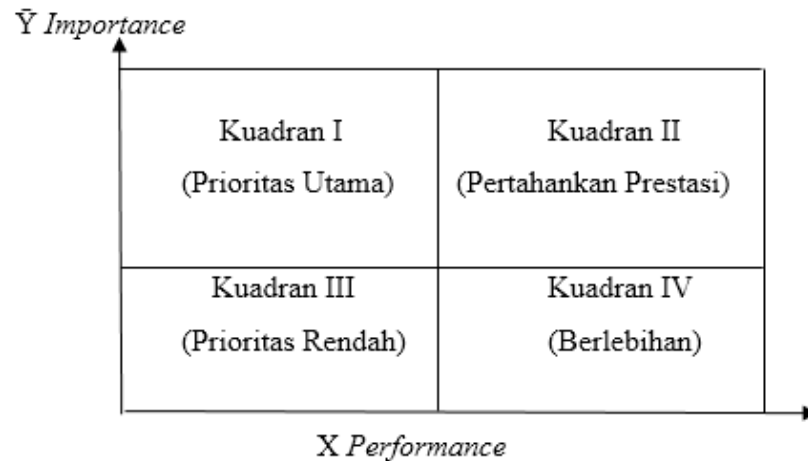 Ȳ Importance
Kuadran I
(Prioritas Utama)
Kuadran II
(Pertahankan Prestasi)
Kuadran III
(Prioritas Rendah)
Kuadran IV
(Berlebihan)
X Performance